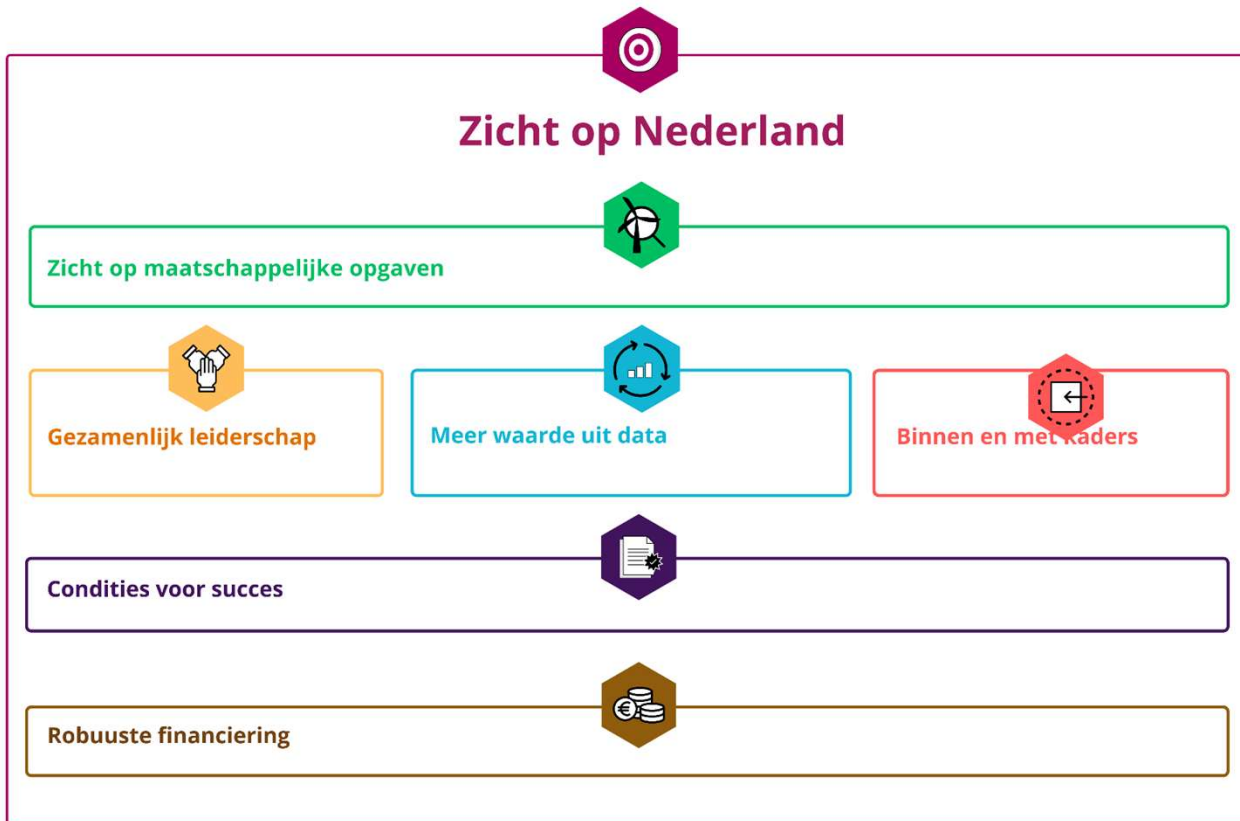 Zicht op Nederland
Zicht op maatschappelijke opgaven
Gezamenlijk leiderschap
Meer waarde uit data
Binnen en met kaders
Condities voor succes
€
Robuuste financiering